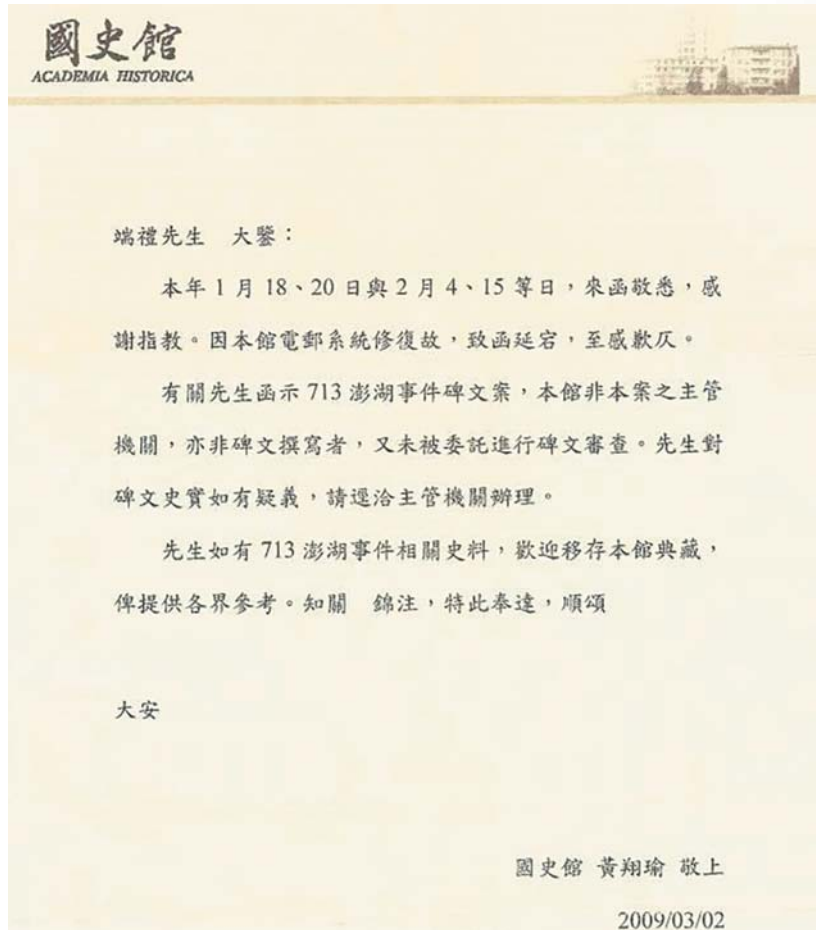 國史館
ACADEMIA HISTORICA
端禮先生　大鑒：
本年 1 月 18、20 日與 2 月 4、15 等日，來函敬悉，感
謝指教。因本館電郵系統修復故，致函延宕，至感歉仄。
有關先生函示 713 澎湖事件碑文案，本館非本案之主管
機關，亦非碑文撰寫者，又未被委託進行碑文審查。先生對
碑文史實如有疑義，請逕洽主管機關辦理。
先生如有 713 澎湖事件相關史料，歡迎移存本館典藏，
俾提供各界參考。知關　錦注，特此奉達，順頌
大安
國史館 黃翔瑜 敬上
2009/03/02